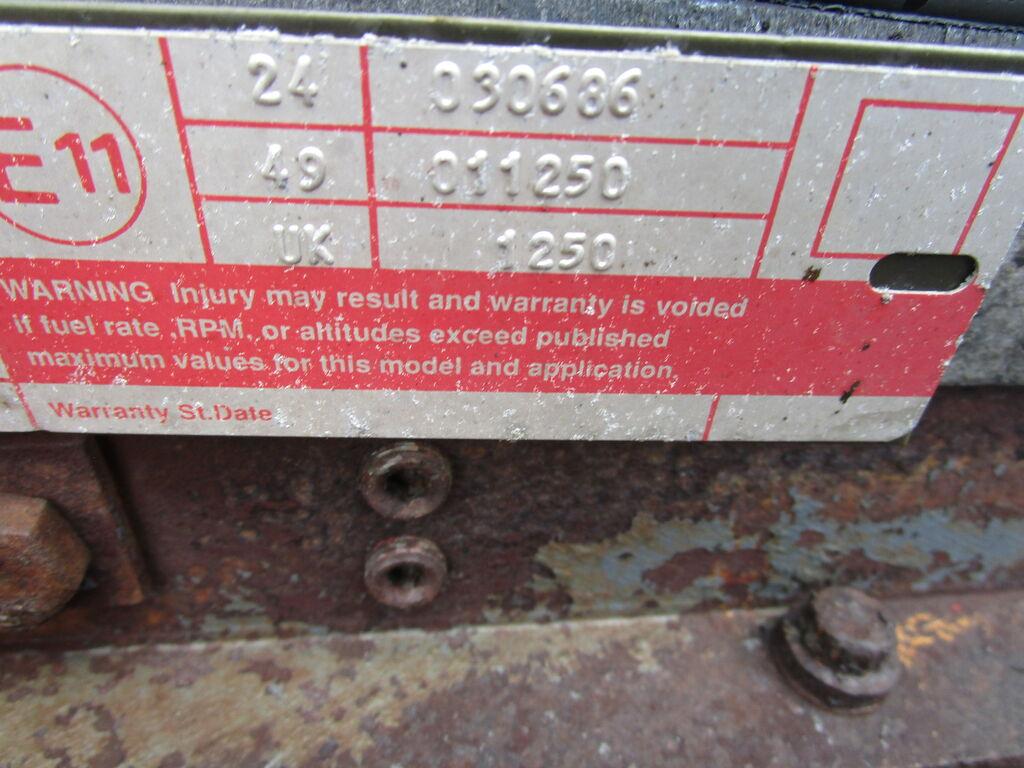 24 030686
E11
49 011250
UK 1250
WARNING Injury may result and warranty is voided
if fuel rate ,RPM, or altitudes exceed published
maximum values for this model and application.
Warranty St.Date